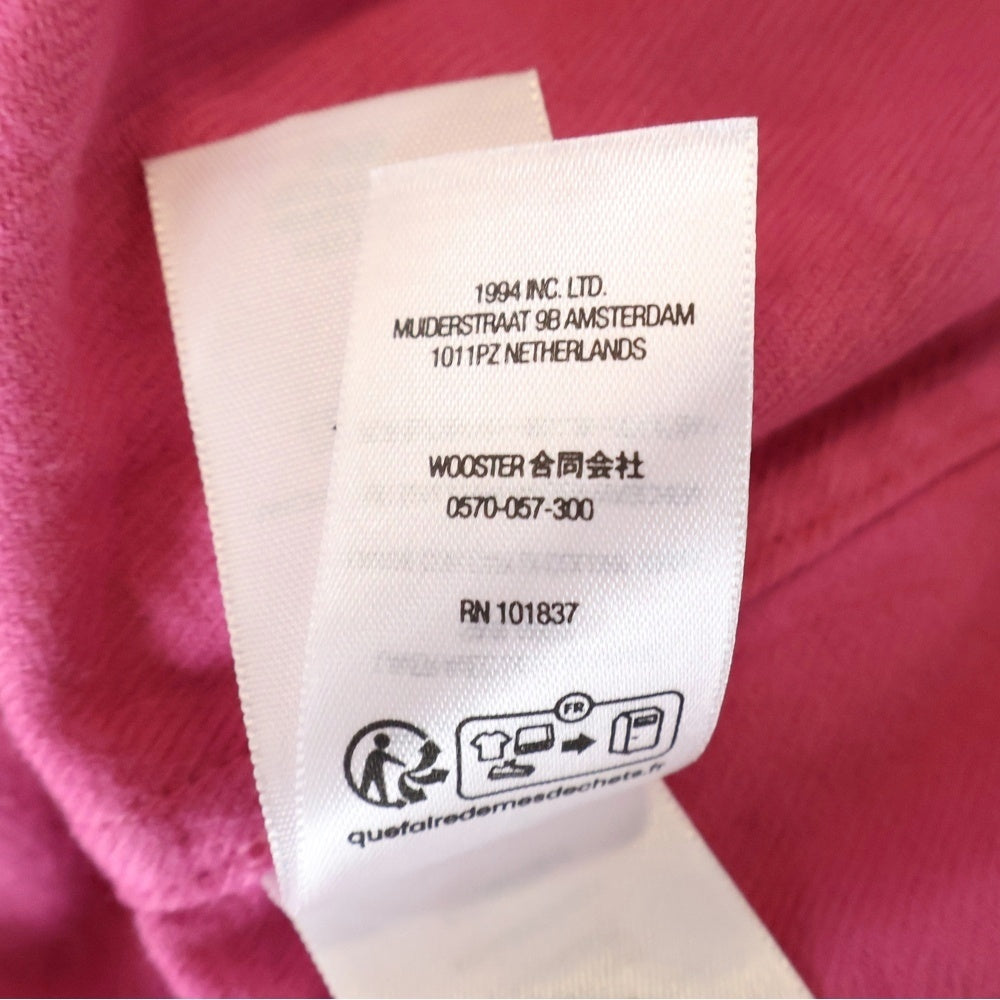 1994 INC. LTD.
MUIDERSTRAAT 9B AMSTERDAM
1011PZ NETHERLANDS
WOOSTER 合同会社
0570-057-300
RN 101837
FR
quefairedemesdechets.fr